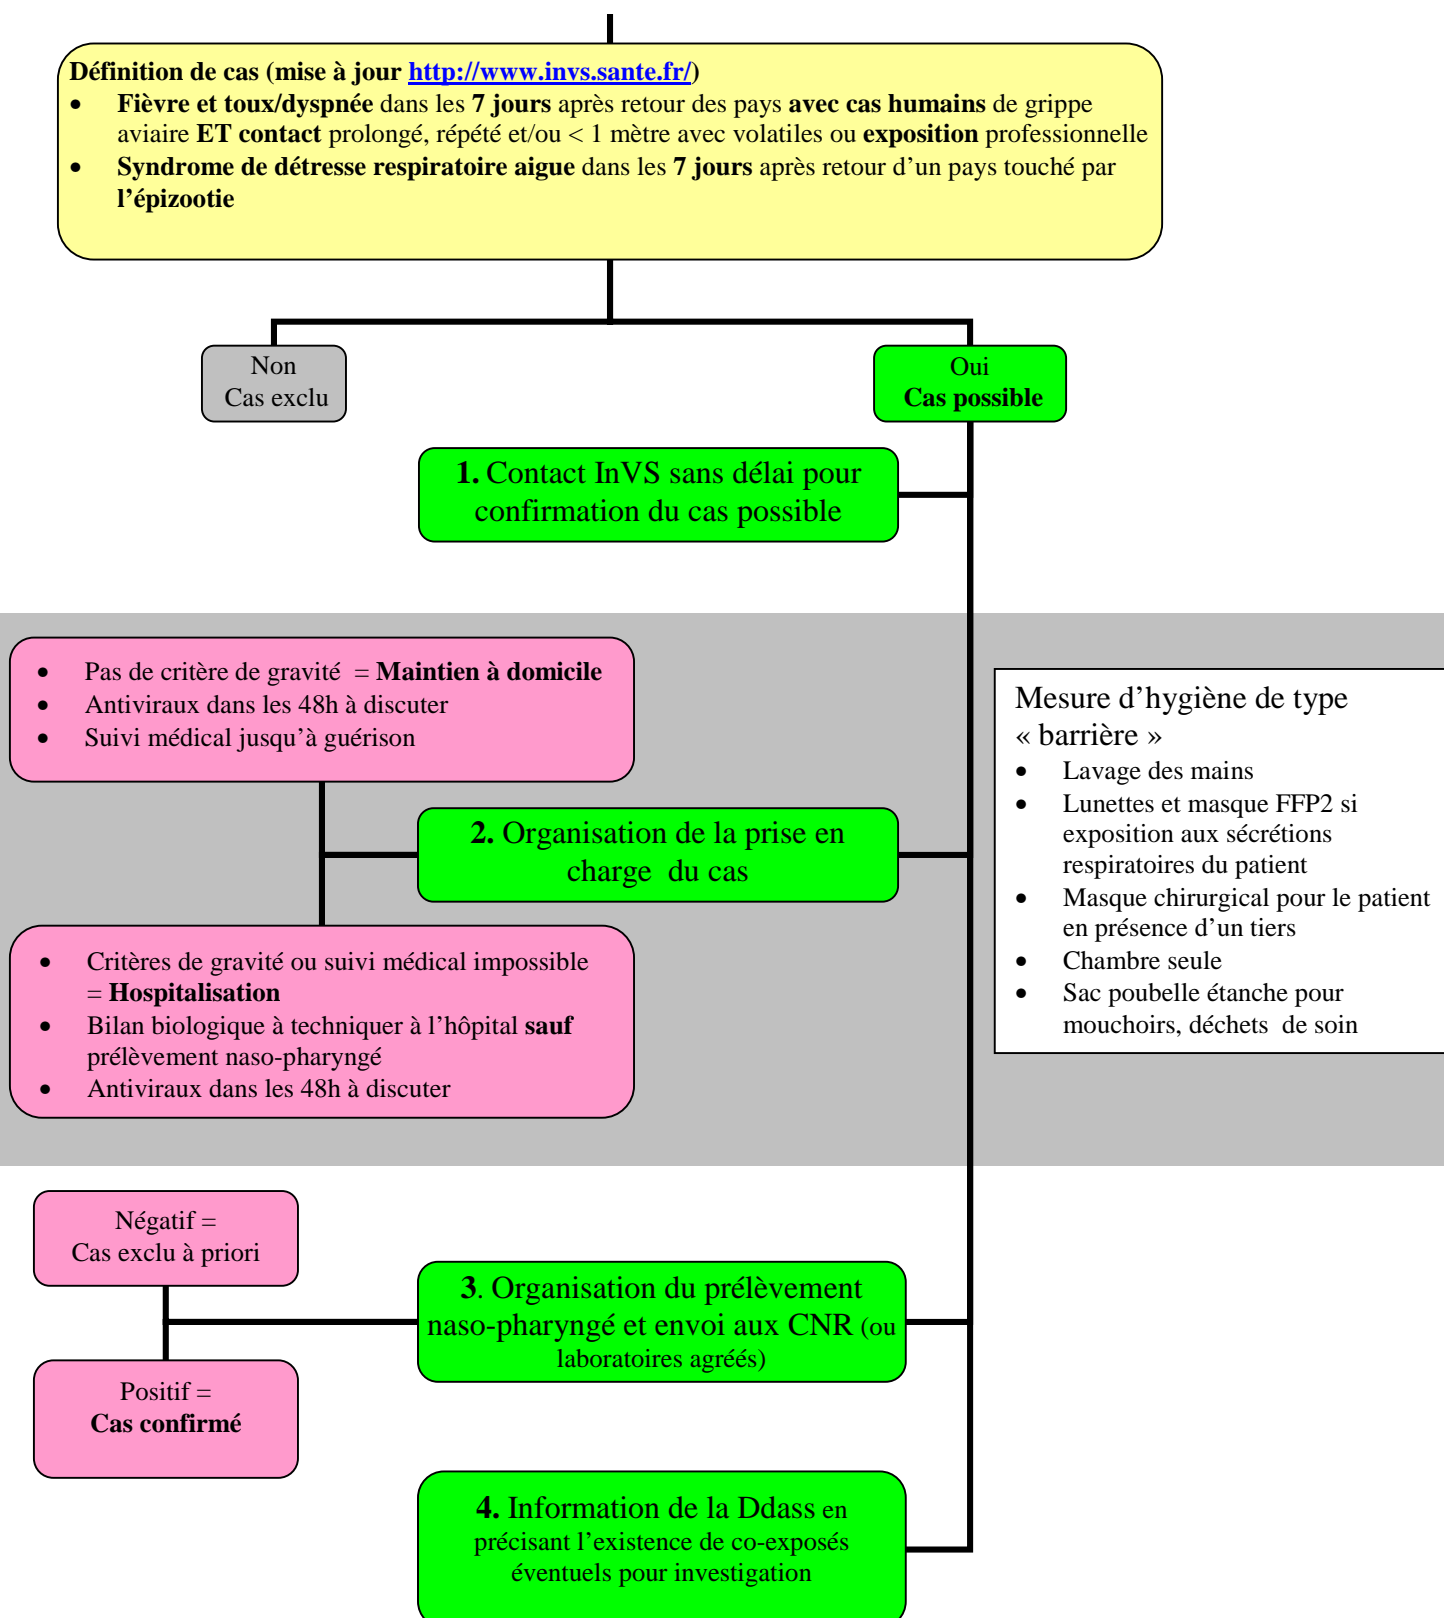 Définition de cas (mise à jour http://www.invs.sante.fr/)
• Fièvre et toux/dyspnée dans les 7 jours après retour des pays avec cas humains de grippe
aviaire ET contact prolongé, répété et/ou < 1 mètre avec volatiles ou exposition professionnelle
• Syndrome de détresse respiratoire aigue dans les 7 jours après retour d’un pays touché par
l’épizootie
Non
Cas exclu
Oui
Cas possible
1. Contact InVS sans délai pour
confirmation du cas possible
• Pas de critère de gravité = Maintien à domicile
• Antiviraux dans les 48h à discuter
• Suivi médical jusqu’à guérison
2. Organisation de la prise en
charge du cas
• Critères de gravité ou suivi médical impossible
= Hospitalisation
• Bilan biologique à techniquer à l’hôpital sauf
prélèvement naso-pharyngé
• Antiviraux dans les 48h à discuter
Mesure d’hygiène de type
« barrière »
• Lavage des mains
• Lunettes et masque FFP2 si
exposition aux sécrétions
respiratoires du patient
• Masque chirurgical pour le patient
en présence d’un tiers
• Chambre seule
• Sac poubelle étanche pour
mouchoirs, déchets de soin
Négatif =
Cas exclu à priori
3. Organisation du prélèvement
naso-pharyngé et envoi aux CNR (ou
laboratoires agréés)
Positif =
Cas confirmé
4. Information de la Ddass en
précisant l’existence de co-exposés
éventuels pour investigation